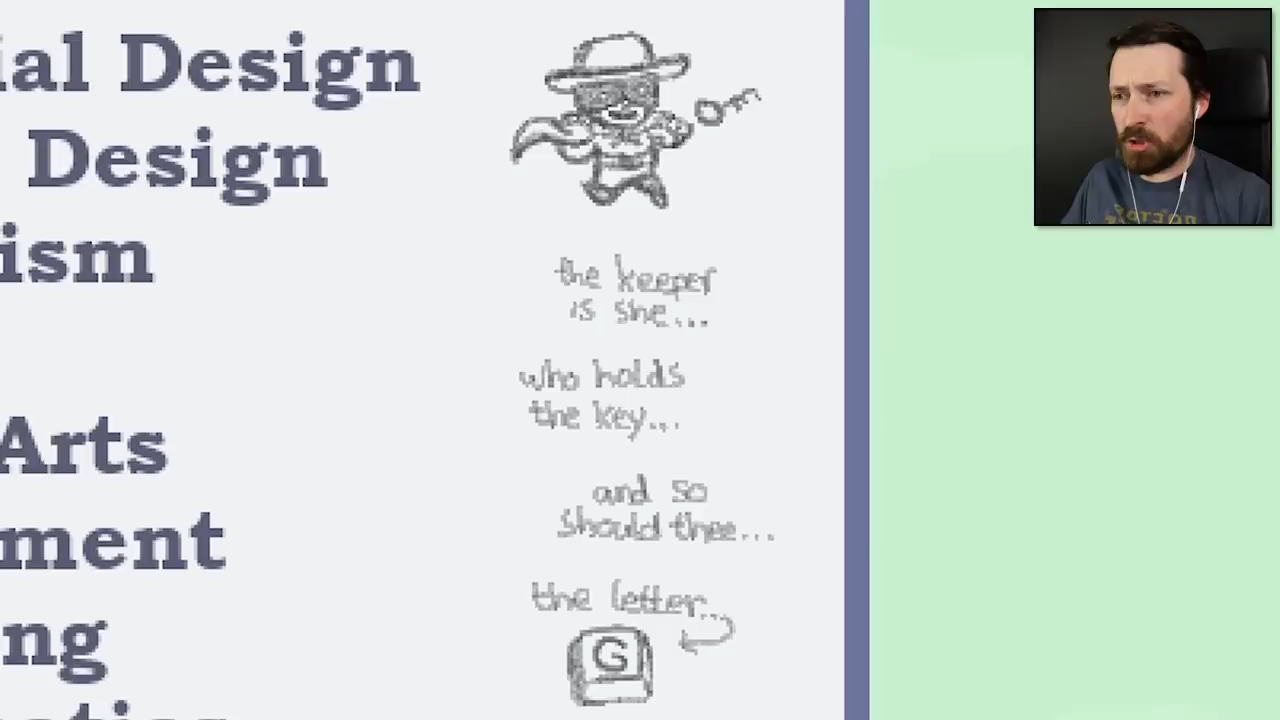 ial Design
Design
ism
Arts
ment
ng
the keeper
is she...
who holds
the key...
and so
should thee...
the letter...
G